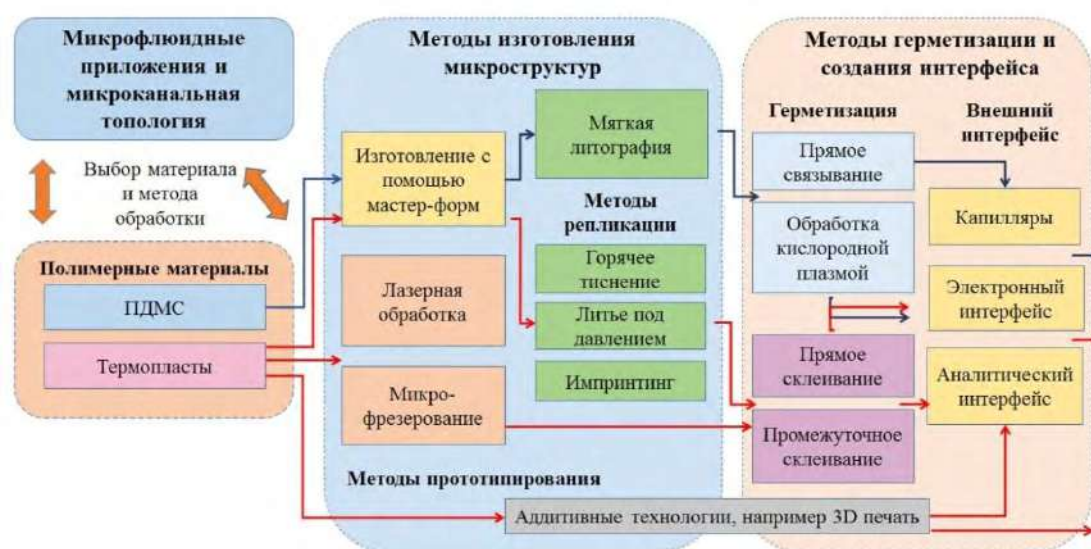 Микрофлюидные
приложения и
микроканальная
топология
Выбор материала
и метода
обработки
Полимерные материалы
ПДМС
Термопласты
Методы изготовления
микроструктур
Изготовление с
помощью
мастер-форм
Мягкая
литография
Методы
репликации
Горячее
тиснение
Литье под
давлением
Импринтинг
Лазерная
обработка
Микро-
фрезерование
Методы прототипирования
Аддитивные технологии, например 3D печать
Методы герметизации и
создания интерфейса
Герметизация
Прямое
связывание
Обработка
кислородной
плазмой
Прямое
склеивание
Промежуточное
склеивание
Внешний
интерфейс
Капилляры
Электронный
интерфейс
Аналитический
интерфейс